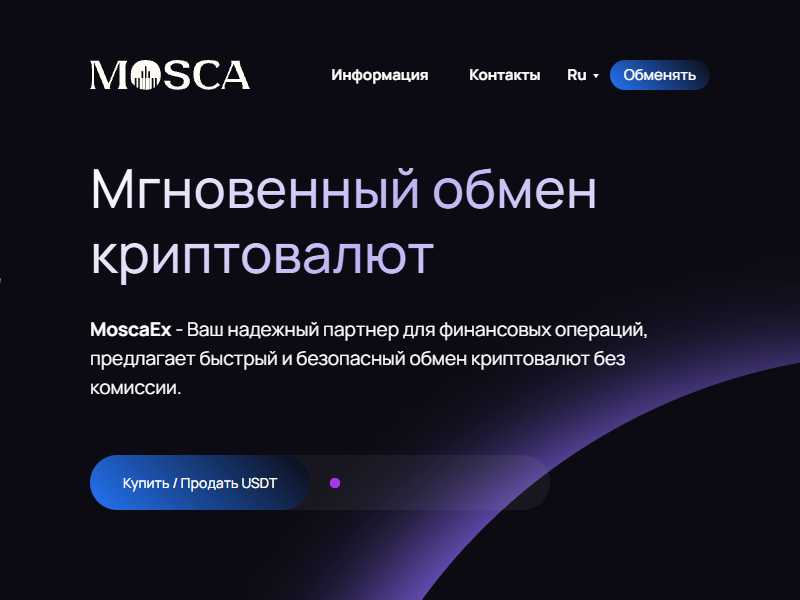 MOSCA
Информация Контакты Ru Обменять
Мгновенный обмен
криптовалют
MoscaEx - Ваш надежный партнер для финансовых операций,
предлагает быстрый и безопасный обмен криптовалют без
комиссии.
Купить / Продать USDT